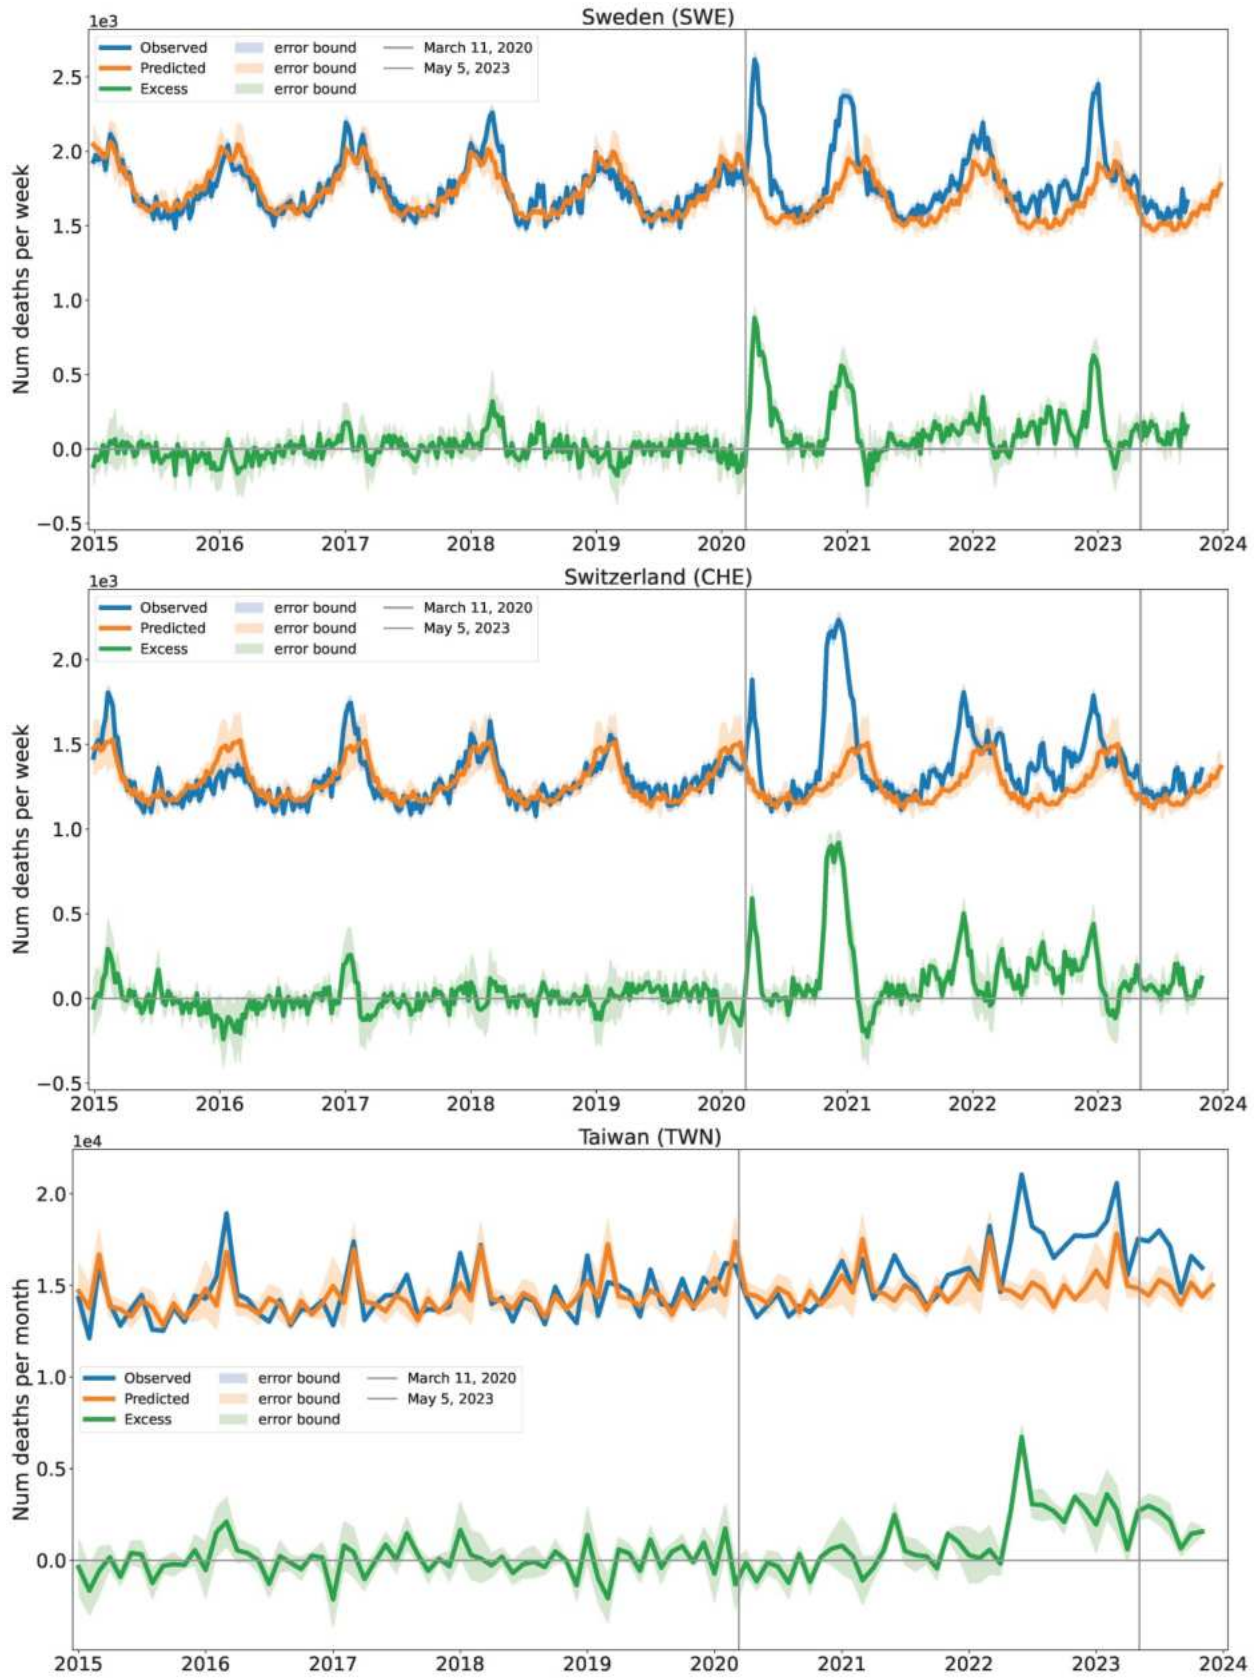 Sweden (SWE)
1e3
Observed error bound March 11, 2020
Predicted error bound May 5, 2023
Excess error bound
2.5
2.0
1.5
1.0
0.5
0.0
−0.5
Num deaths per week
2015 2016 2017 2018 2019 2020 2021 2022 2023 2024
Switzerland (CHE)
1e3
Observed error bound March 11, 2020
Predicted error bound May 5, 2023
Excess error bound
2.0
1.5
1.0
0.5
0.0
−0.5
Num deaths per week
2015 2016 2017 2018 2019 2020 2021 2022 2023 2024
Taiwan (TWN)
1e4
2.0
1.5
1.0
0.5
0.0
Num deaths per month
Observed error bound March 11, 2020
Predicted error bound May 5, 2023
Excess error bound
2015 2016 2017 2018 2019 2020 2021 2022 2023 2024